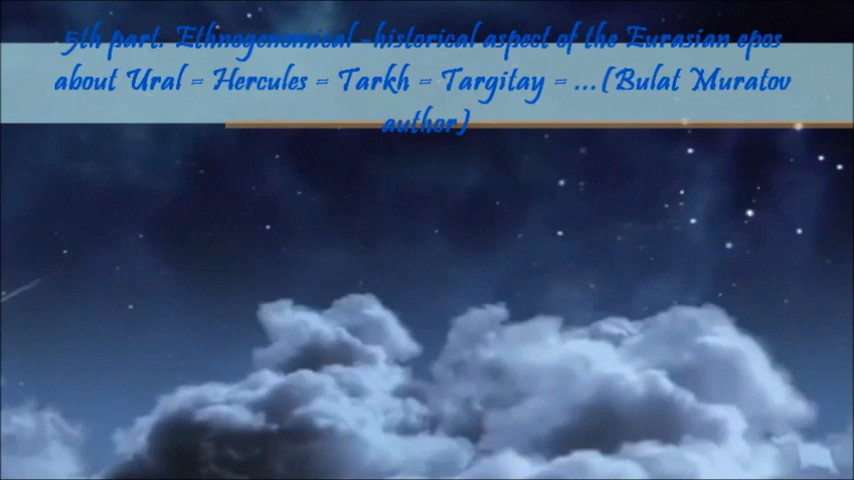 5th part. Ethnogenomical -historical aspect of the Eurasian epos
about Ural = Hercules = Tarkh = Targitay = ... (Bulat Muratov
author)